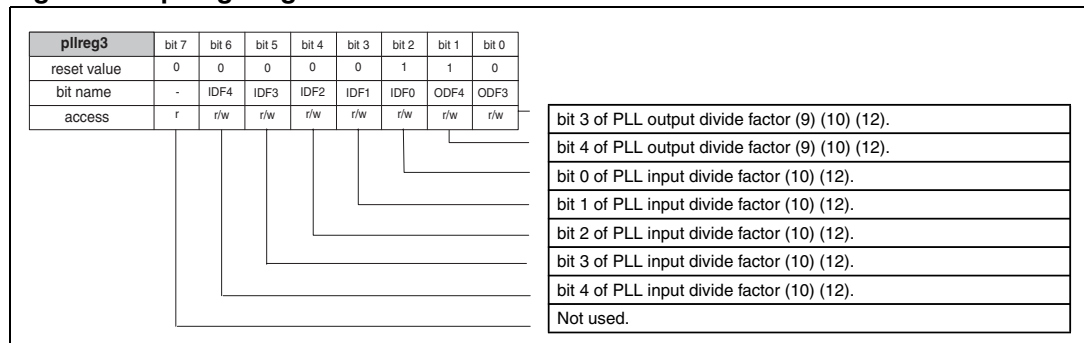 pllreg3 bit 7 bit 6 bit 5 bit 4 bit 3 bit 2 bit 1 bit 0
reset value 0 0 0 0 0 1 1 0
bit name - IDF4 IDF3 IDF2 IDF1 IDF0 ODF4 ODF3
access r r/w r/w r/w r/w r/w r/w r/w
bit 3 of PLL output divide factor (9) (10) (12).
bit 4 of PLL output divide factor (9) (10) (12).
bit 0 of PLL input divide factor (10) (12).
bit 1 of PLL input divide factor (10) (12).
bit 2 of PLL input divide factor (10) (12).
bit 3 of PLL input divide factor (10) (12).
bit 4 of PLL input divide factor (10) (12).
Not used.